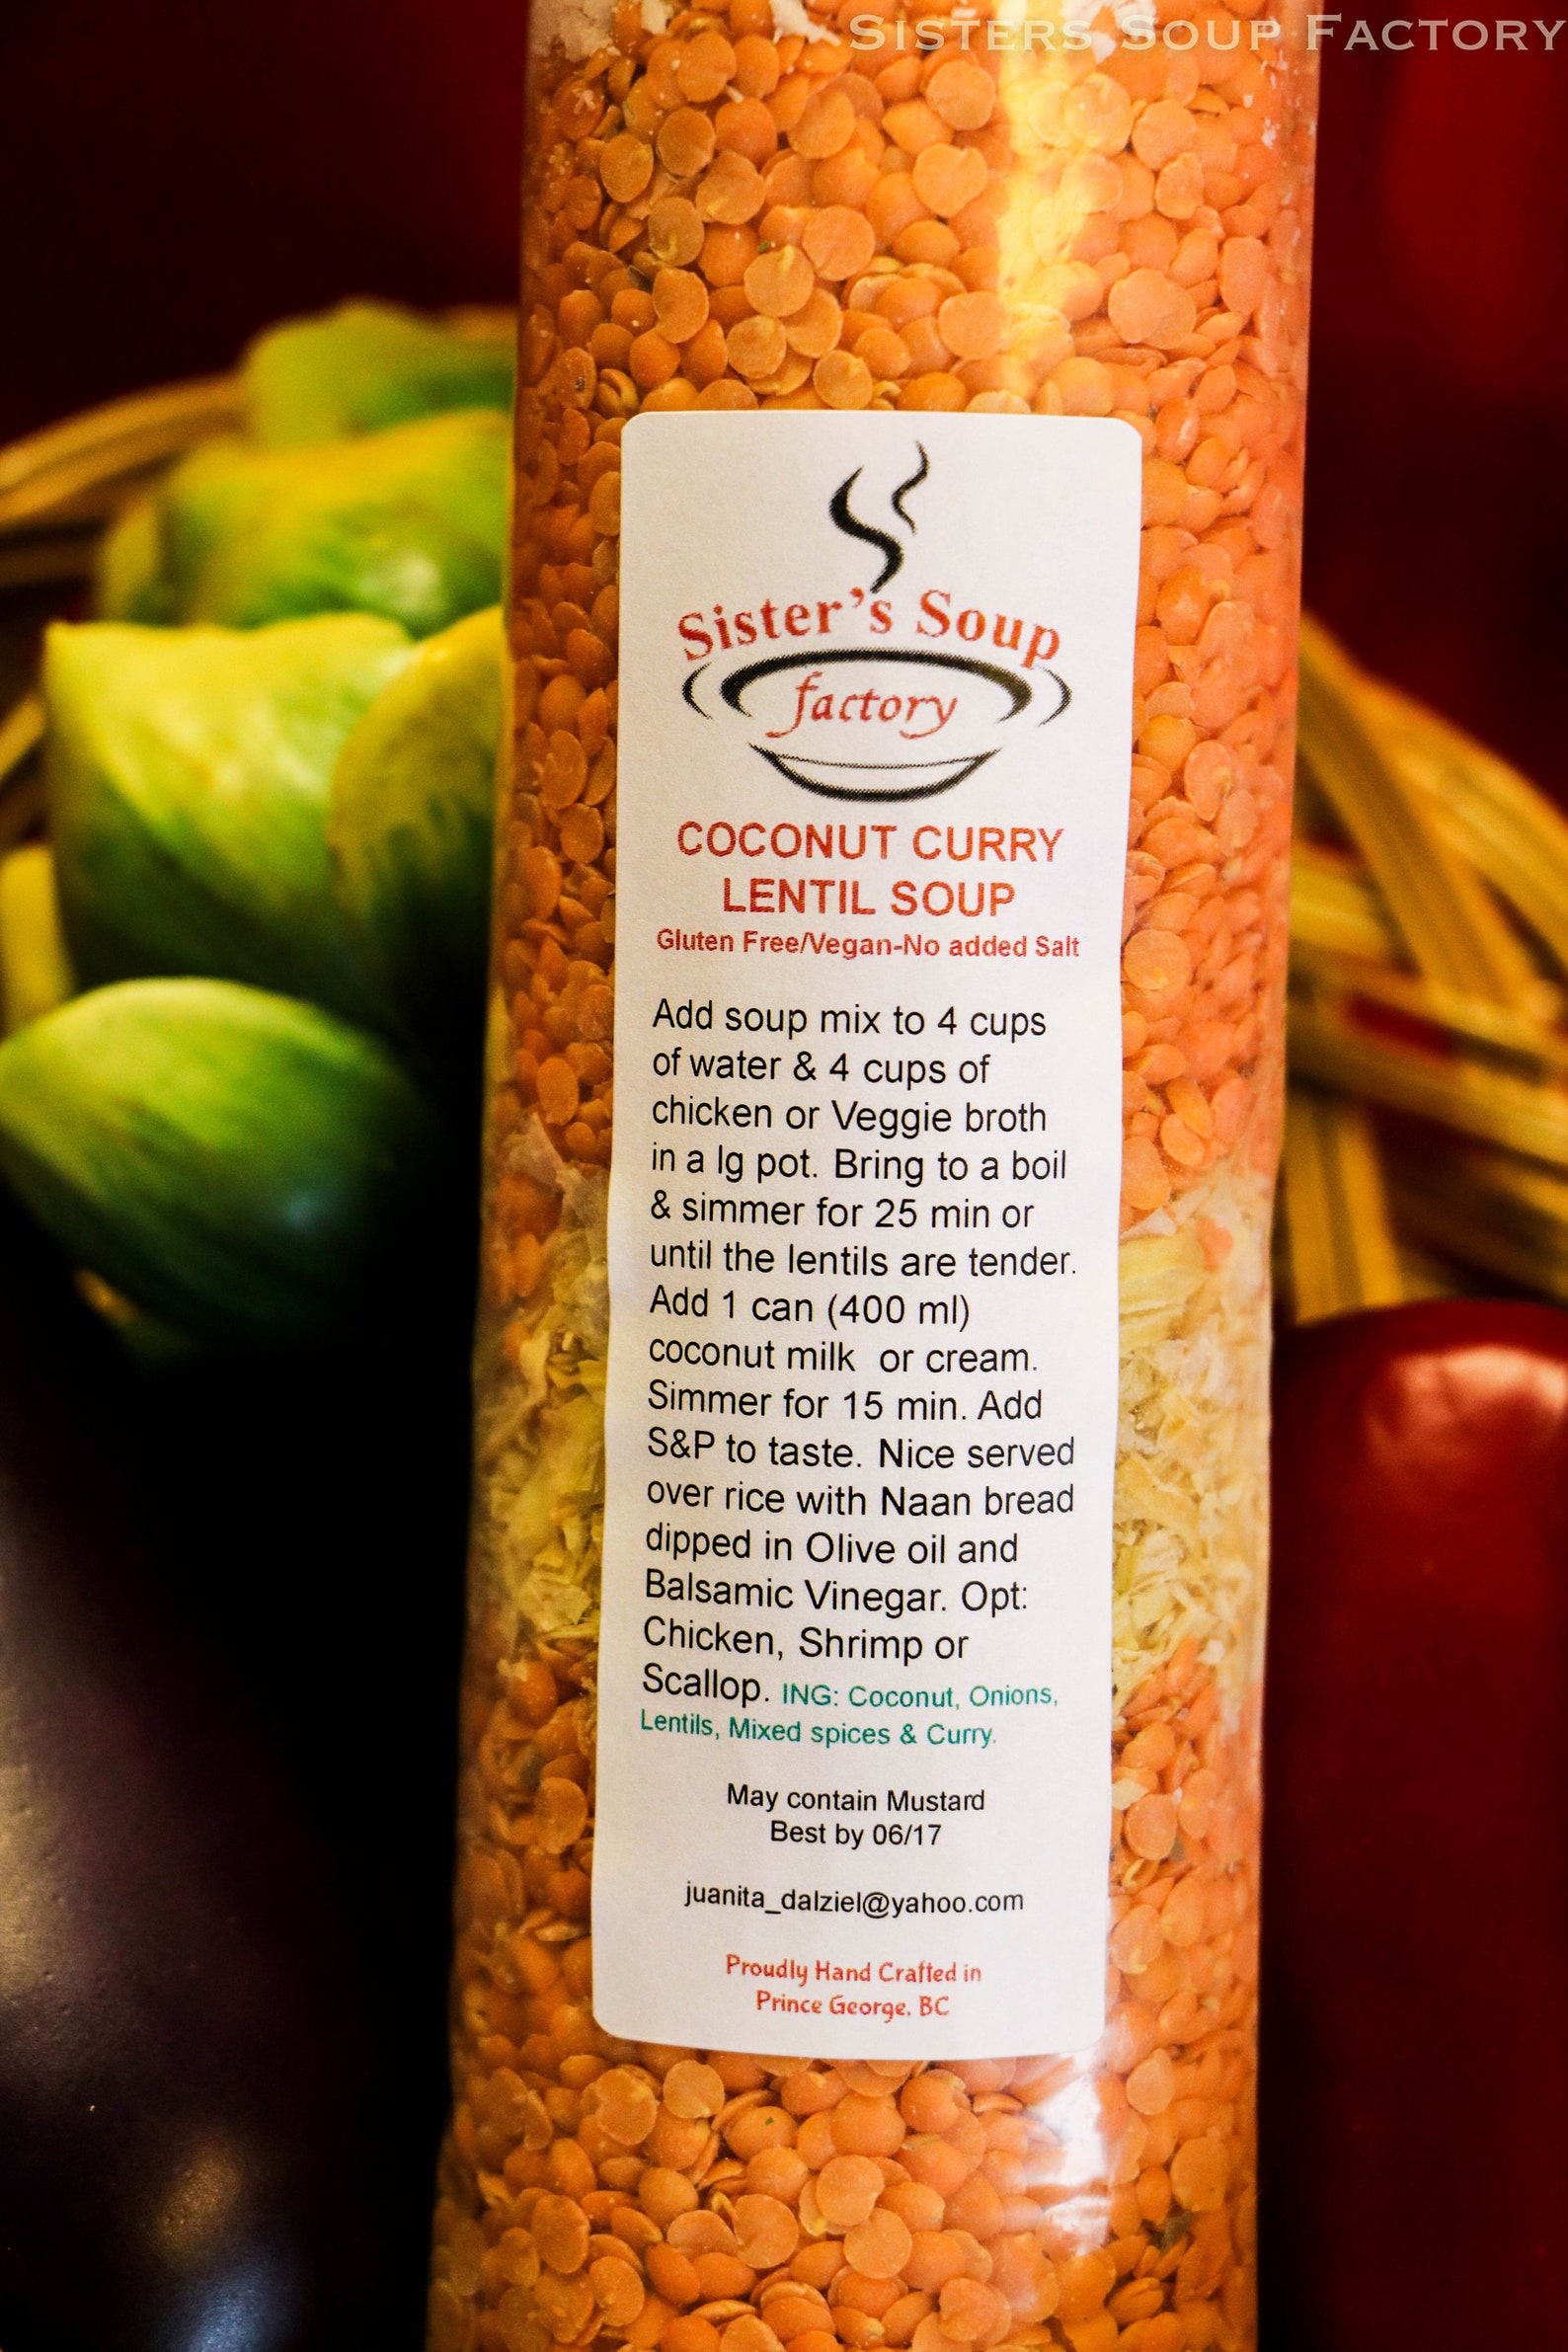 SISTERS SOUP FACTORY
Sister's Soup
factory
COCONUT CURRY
LENTIL SOUP
Gluten Free/Vegan-No added Salt
Add soup mix to 4 cups
of water & 4 cups of
chicken or Veggie broth
in a lg pot. Bring to a boil
& simmer for 25 min or
until the lentils are tender.
Add 1 can (400 ml)
coconut milk  or cream.
Simmer for 15 min. Add
S&P to taste. Nice served
over rice with Naan bread
dipped in Olive oil and
Balsamic Vinegar. Opt:
Chicken, Shrimp or
Scallop. ING: Coconut, Onions,
Lentils, Mixed spices & Curry.
May contain Mustard
Best by 06/17
juanita_dalziel@yahoo.com
Proudly Hand Crafted in
Prince George, BC